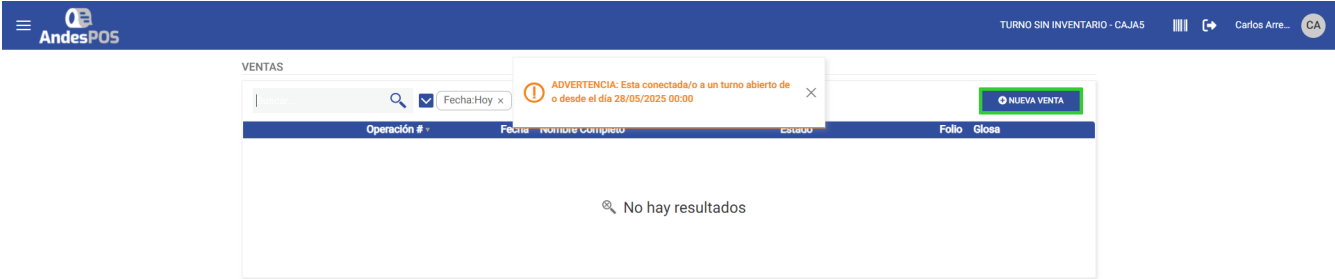 AndesPOS
TURNO SIN INVENTARIO - CAJA5
Carlos Arre...
CA
VENTAS
ADVERTENCIA: Esta conectada/o a un turno abierto de
o desde el día 28/05/2025 00:00
Fecha:Hoy ×
NUEVA VENTA
Operación #
Fecha
Nombre Completo
Estado
Folio
Glosa
No hay resultados